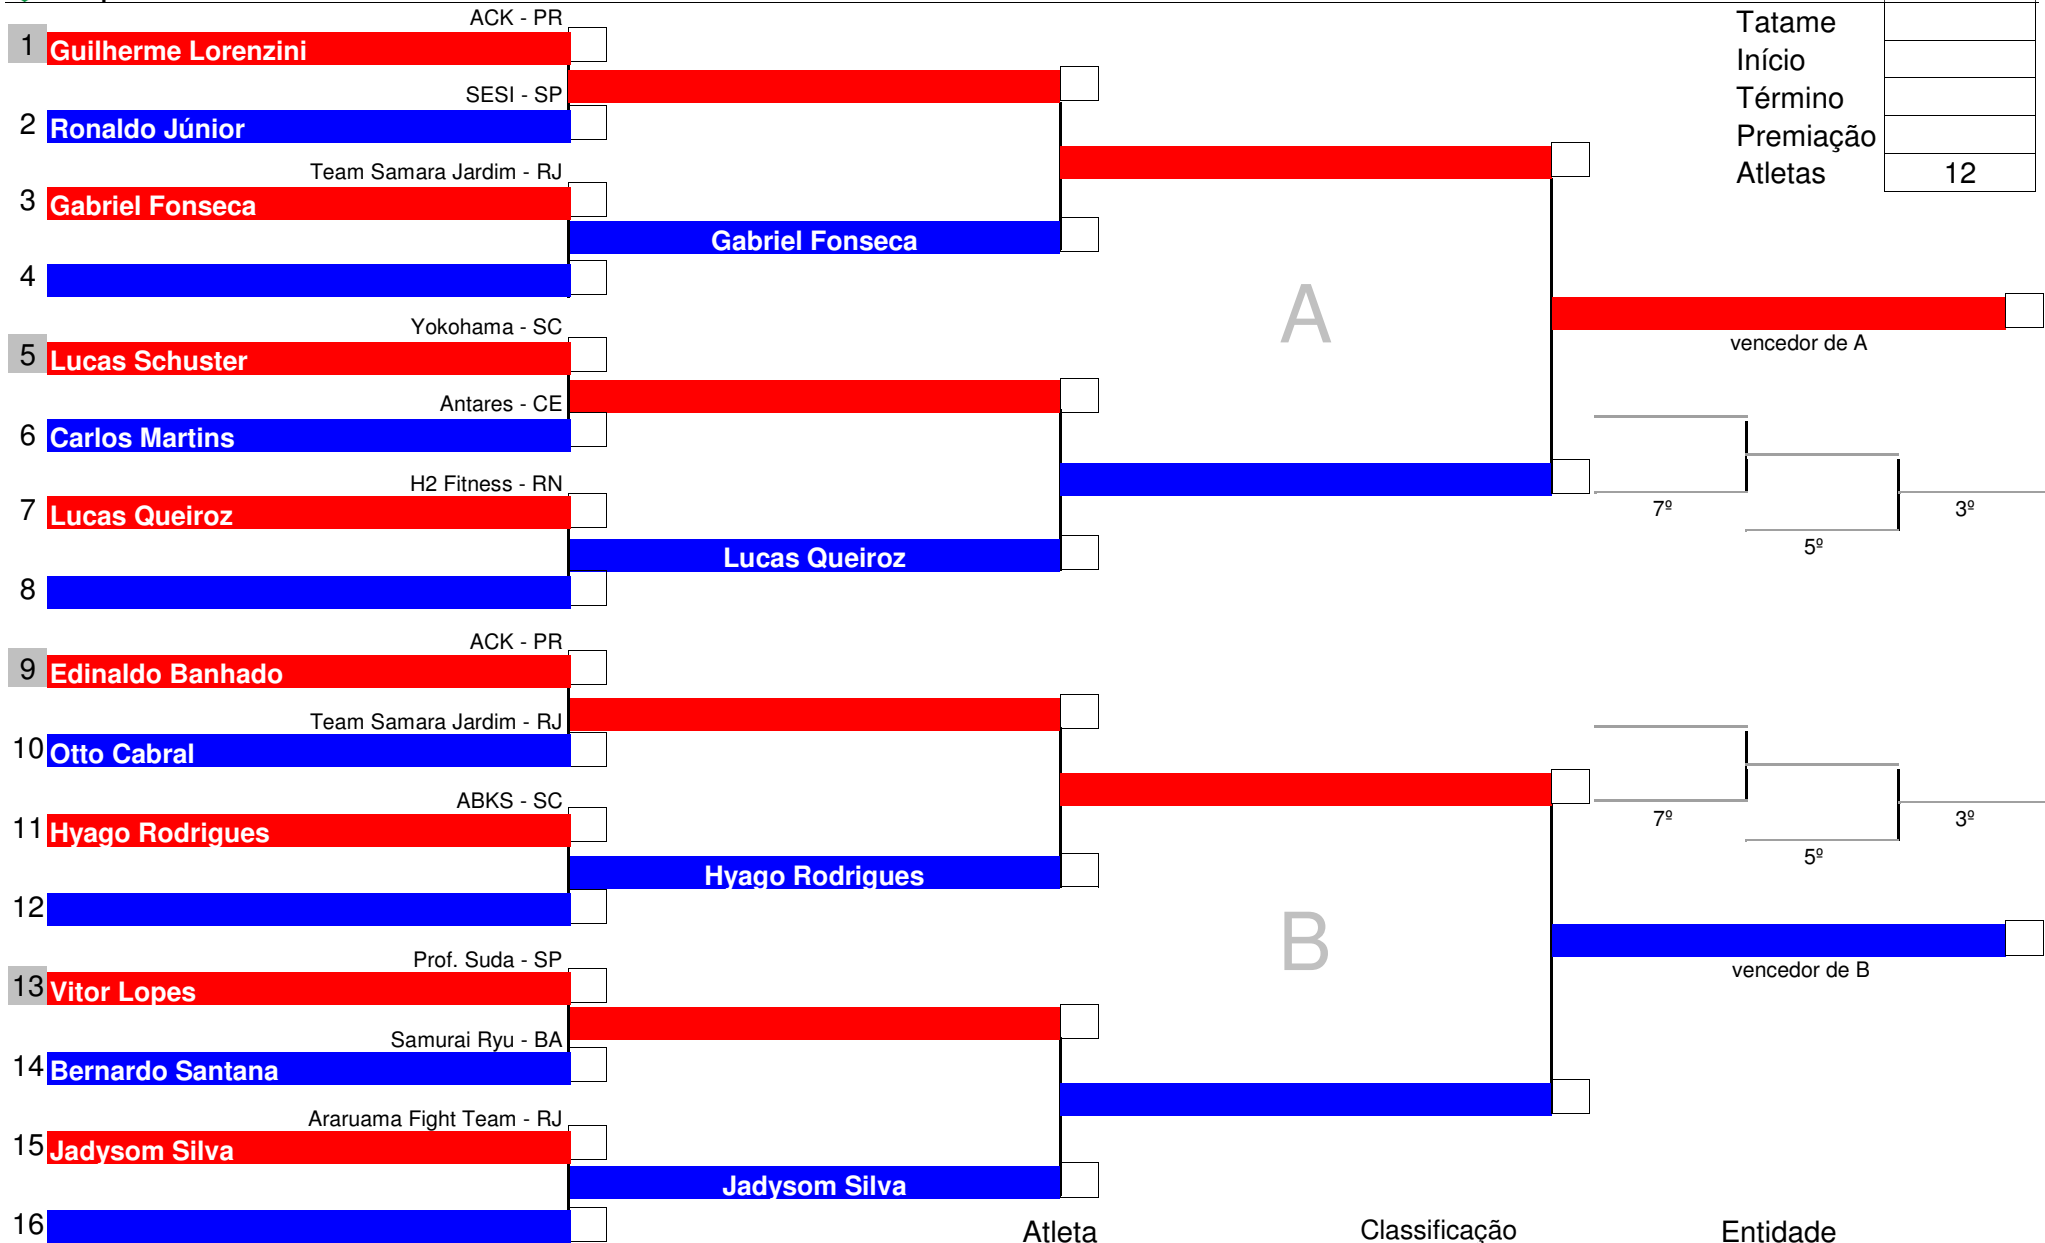 ACK - PR
1 Guilherme Lorenzini
SESI - SP
2 Ronaldo Júnior
Team Samara Jardim - RJ
3 Gabriel Fonseca
Gabriel Fonseca
4
Yokohama - SC
5 Lucas Schuster
Antares - CE
6 Carlos Martins
H2 Fitness - RN
7 Lucas Queiroz
Lucas Queiroz
8
ACK - PR
9 Edinaldo Banhado
Team Samara Jardim - RJ
10 Otto Cabral
ABKS - SC
11 Hyago Rodrigues
Hyago Rodrigues
12
Prof. Suda - SP
13 Vitor Lopes
Samurai Ryu - BA
14 Bernardo Santana
Araruama Fight Team - RJ
15 Jadysom Silva
Jadysom Silva
16
A
B
Tatame
Início
Término
Premiação
Atletas 12
vencedor de A
7º
5º
3º
7º
5º
3º
vencedor de B
Atleta Classificação Entidade